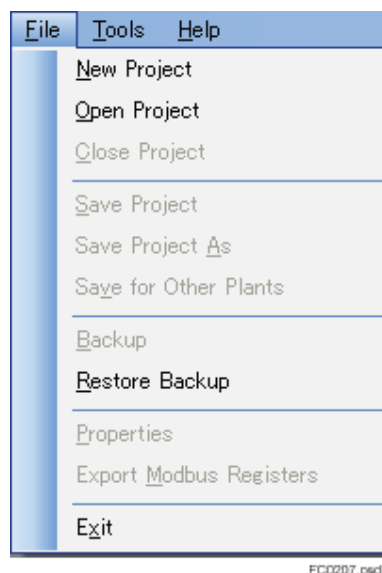 File Tools Help
New Project
Open Project
Close Project
Save Project
Save Project As
Save for Other Plants
Backup
Restore Backup
Properties
Export Modbus Registers
Exit
FC0207.psd